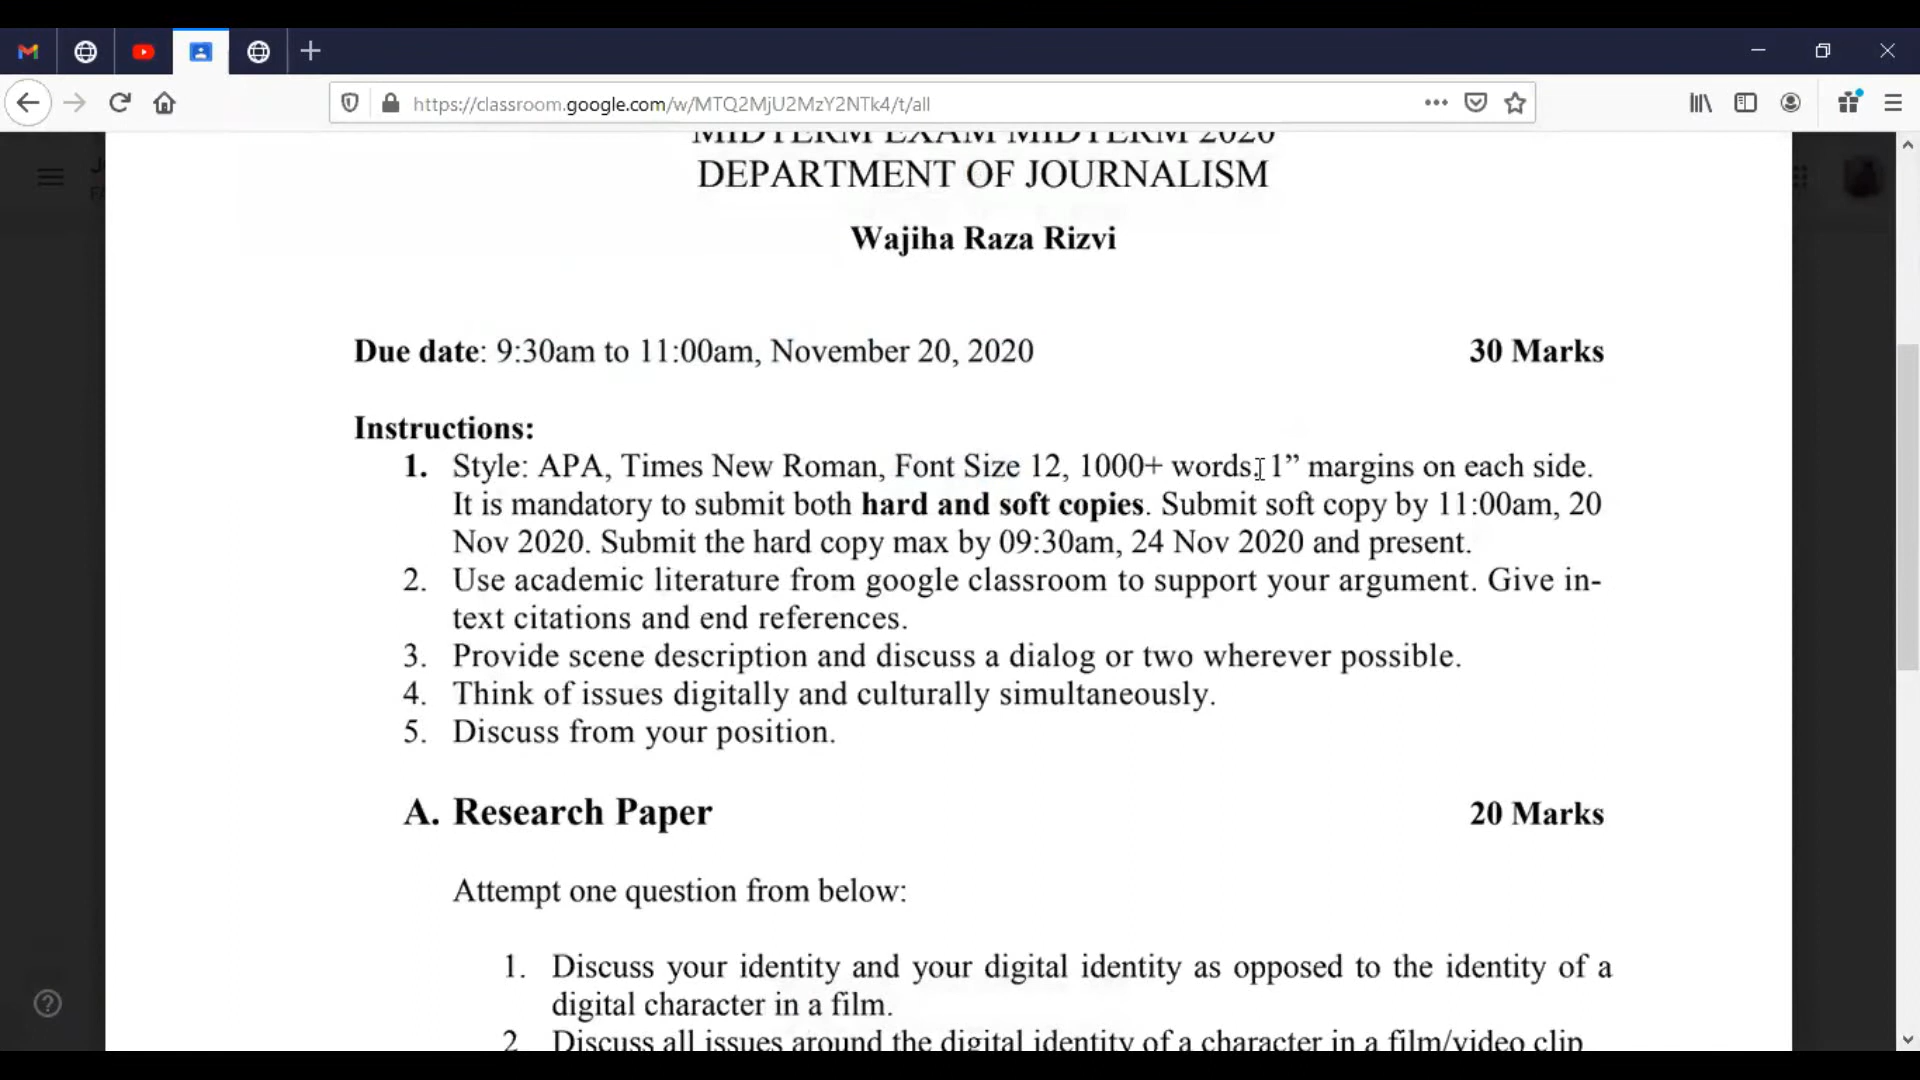 https://classroom.google.com/w/MTQ2MjU2MzY2NTk4/t/all
MIDTERM EXAM MIDTERM 2020
DEPARTMENT OF JOURNALISM
Wajiha Raza Rizvi
Due date: 9:30am to 11:00am, November 20, 2020 30 Marks
Instructions:
1. Style: APA, Times New Roman, Font Size 12, 1000+ words. 1” margins on each side.
It is mandatory to submit both hard and soft copies. Submit soft copy by 11:00am, 20
Nov 2020. Submit the hard copy max by 09:30am, 24 Nov 2020 and present.
2. Use academic literature from google classroom to support your argument. Give in-
text citations and end references.
3. Provide scene description and discuss a dialog or two wherever possible.
4. Think of issues digitally and culturally simultaneously.
5. Discuss from your position.
A. Research Paper 20 Marks
Attempt one question from below:
1. Discuss your identity and your digital identity as opposed to the identity of a
digital character in a film.
2. Discuss all issues around the digital identity of a character in a film/video clip